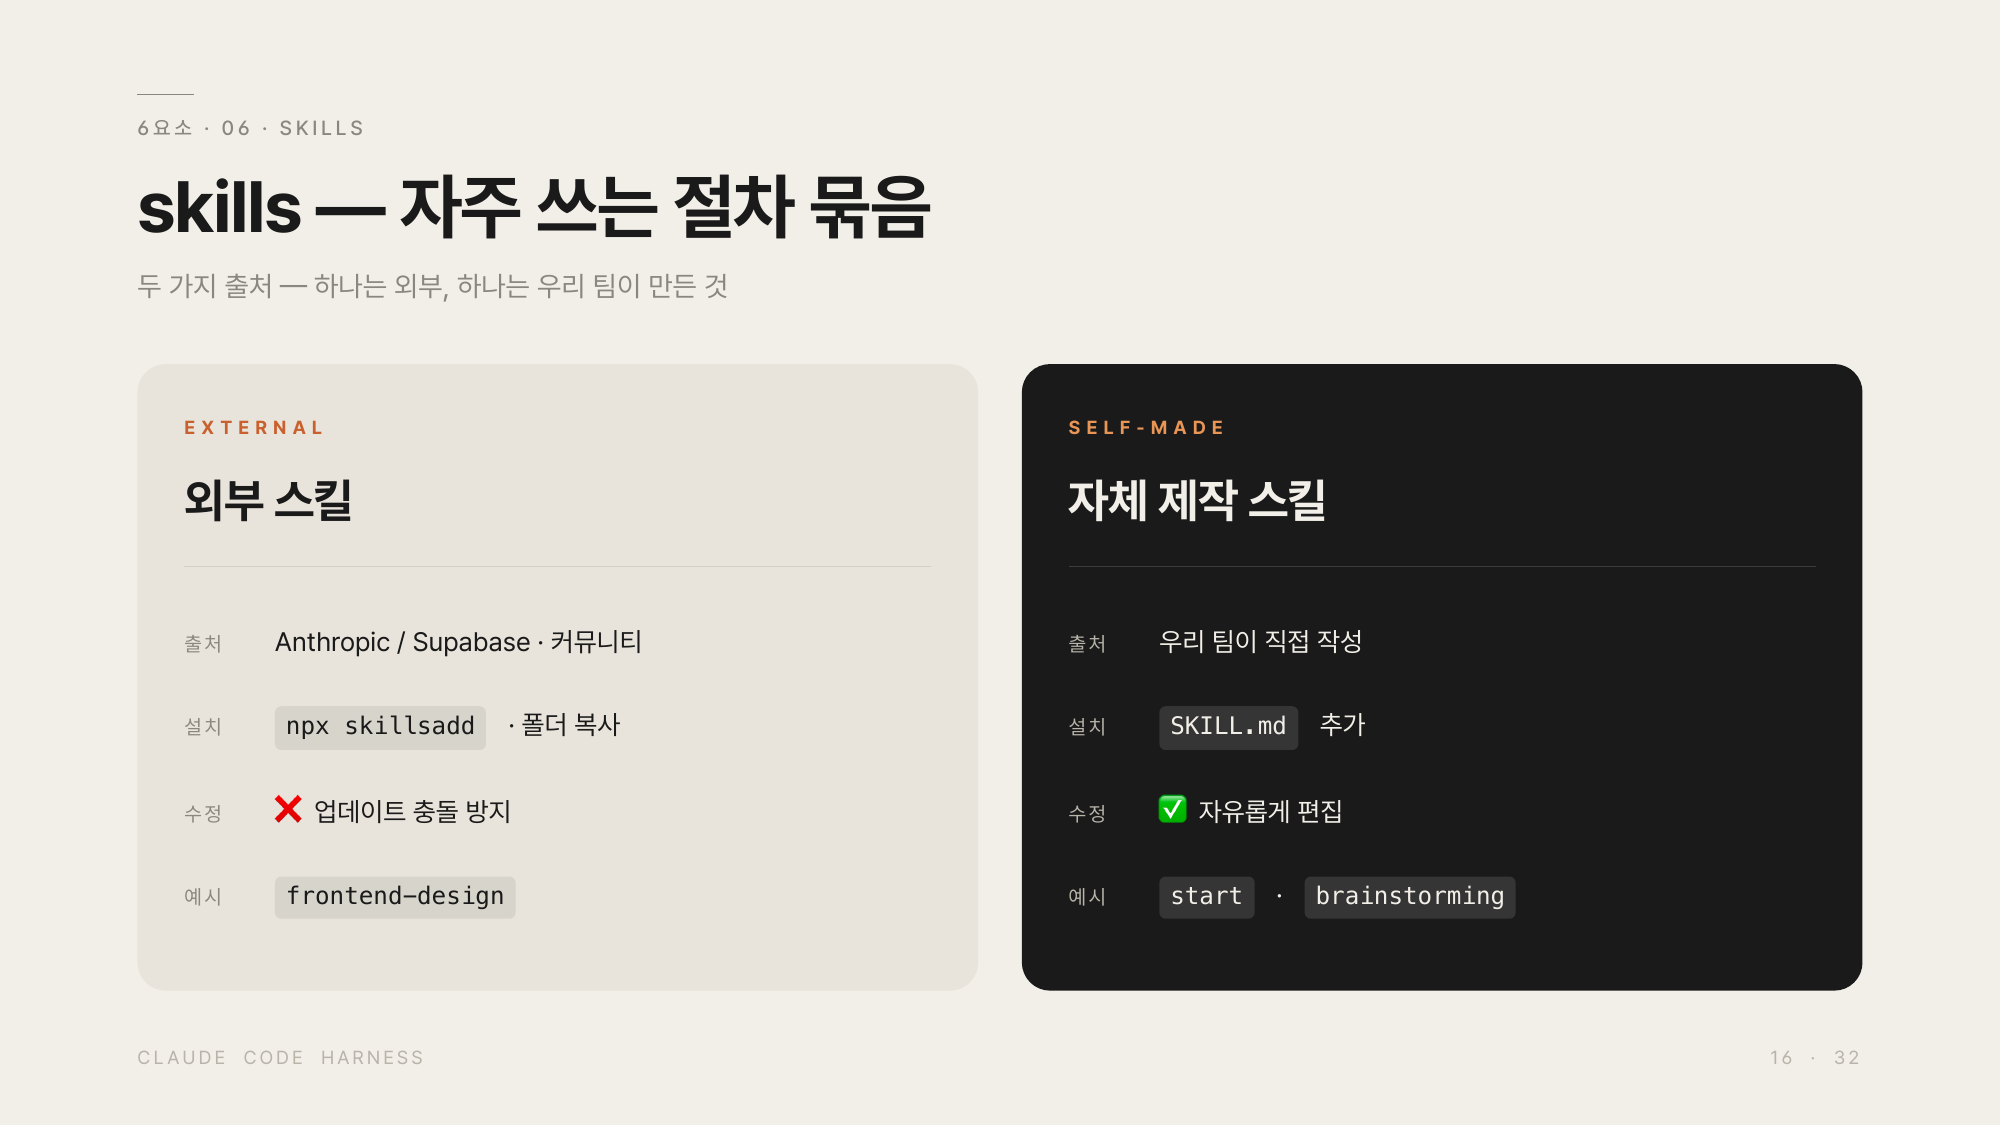 6요소 · 06 · SKILLS
skills — 자주 쓰는 절차 묶음
두 가지 출처 — 하나는 외부, 하나는 우리 팀이 만든 것
EXTERNAL
외부 스킬
출처 Anthropic / Supabase · 커뮤니티
설치 npx skillsadd · 폴더 복사
수정 ❌ 업데이트 충돌 방지
예시 frontend-design
SELF-MADE
자체 제작 스킬
출처 우리 팀이 직접 작성
설치 SKILL.md 추가
수정 ✅ 자유롭게 편집
예시 start · brainstorming
CLAUDE CODE HARNESS
16 · 32